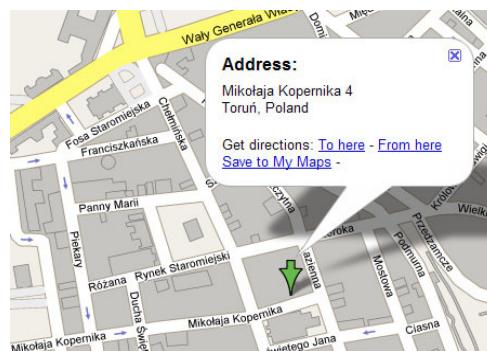 Wały Generała
Address:
Mikołaja Kopernika 4
Toruń, Poland
Get directions: To here - From here
Save to My Maps -
Fosa Staromiejska
Chełmińska
Franciszkańska
Panny Marii
Piekary
Rynek Staromiejski
Różana
Mostowa
Podmurna
Przedzamcze
Mikołaja Kopernika
Mikołaja Kopernika
Ciasna